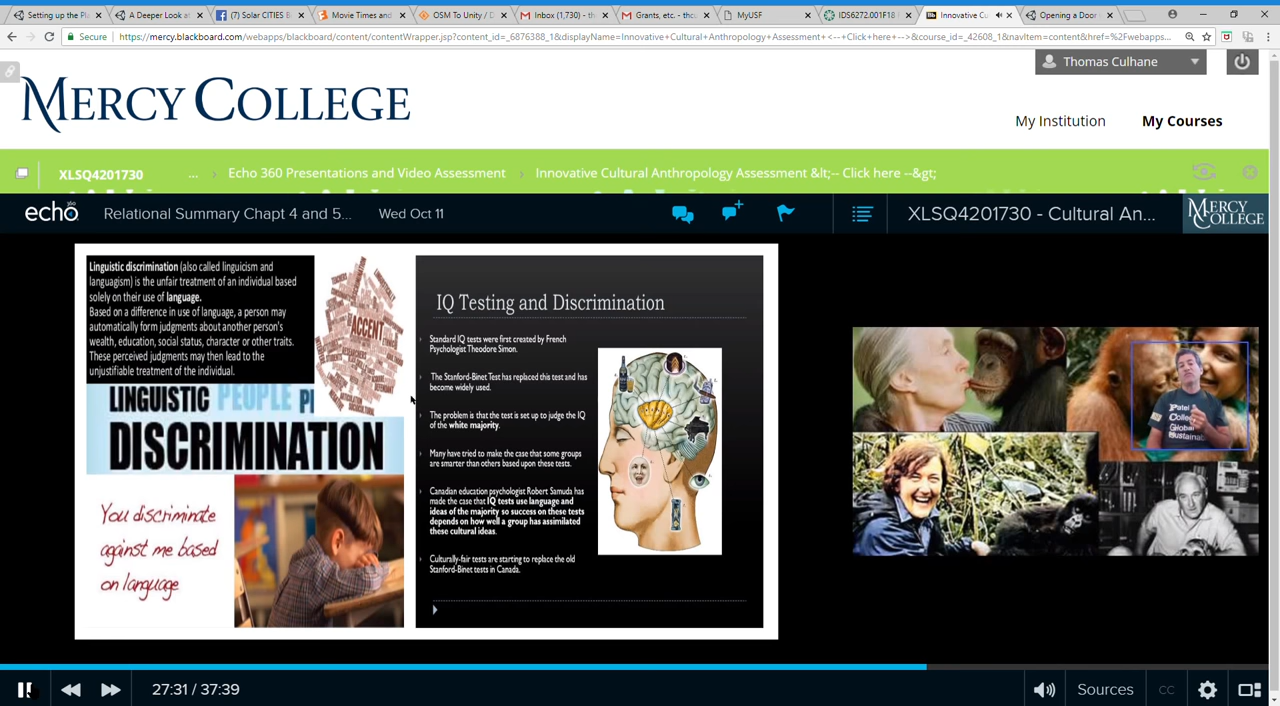 Setting up the Pla
A Deeper Look at
(7) Solar CITIES B
Movie Times and
OSM To Unity / D
Inbox (1,730) - th
Grants, etc. - thcu
MyUSF
IDS6272.001F18
Innovative Cu
Opening a Door
Secure
https://mercy.blackboard.com/webapps/blackboard/content/contentWrapper.jsp?content_id=_6876388_1&displayName=Innovative+Cultural+Anthropology+Assessment+<--+Click+here+-->&course_id=_42608_1&navItem=content&href=%2Fwebapps...
Thomas Culhane
MERCY COLLEGE
My Institution
My Courses
XLSQ4201730
...
Echo 360 Presentations and Video Assessment
Innovative Cultural Anthropology Assessment &lt;-- Click here --&gt;
echo
360
Relational Summary Chapt 4 and 5...
Wed Oct 11
XLSQ4201730 - Cultural An...
MERCY
COLLEGE
Linguistic discrimination (also called linguicism and
languagism) is the unfair treatment of an individual based
solely on their use of language.
Based on a difference in use of language, a person may
automatically form judgments about another person's
wealth, education, social status, character or other traits.
These perceived judgments may then lead to the
unjustifiable treatment of the individual.
ACCENT
LINGUISTIC PEOPLE
DISCRIMINATION
You discriminate
against me based
on language
IQ Testing and Discrimination
Standard IQ tests were first created by French
Psychologist Theodore Simon.
The Stanford-Binet Test has replaced this test and has
become widely used.
The problem is that the test is set up to judge the IQ
of the white majority.
Many have tried to make the case that some groups
are smarter than others based upon these tests.
Canadian education psychologist Robert Samuda has
made the case that IQ tests use language and
ideas of the majority so success on these tests
depends on how well a group has assimilated
these cultural ideas.
Culturally-fair tests are starting to replace the old
Stanford-Binet tests in Canada.
Patel
College
Global
Sustainab
27:31 / 37:39
Sources
CC